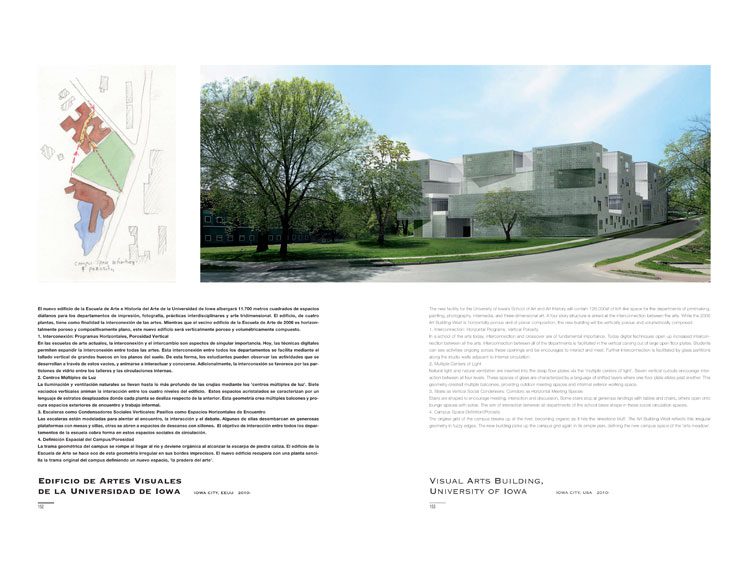 campus space definition
& porosity
El nuevo edificio de la Escuela de Arte e Historia del Arte de la Universidad de Iowa albergará 11.700 metros cuadrados de espacios
diáfanos para los departamentos de impresión, fotografía, prácticas interdisciplinares y arte tridimensional. El edificio, de cuatro
plantas, tiene como finalidad la interconexión de las artes. Mientras que el vecino edificio de la Escuela de Arte de 2006 es horizon-
talmente poroso y compositivamente plano, este nuevo edificio será verticalmente poroso y volumétricamente compuesto.
1. Interconexión: Programas Horizontales, Porosidad Vertical
En las escuelas de arte actuales, la interconexión y el intercambio son aspectos de singular importancia. Hoy, las técnicas digitales
permiten expandir la interconexión entre todas las artes. Esta interconexión entre todos los departamentos se facilita mediante el
tallado vertical de grandes huecos en los planos del suelo. De esta forma, los estudiantes pueden observar las actividades que se
desarrollan a través de estos vacíos, y animarse a interactuar y conocerse. Adicionalmente, la interconexión se favorece por las par-
ticiones de vidrio entre los talleres y las circulaciones internas.
2. Centros Múltiples de Luz
La iluminación y ventilación naturales se llevan hasta lo más profundo de las crujías mediante los 'centros múltiples de luz'. Siete
vaciados verticales animan la interacción entre los cuatro niveles del edificio. Estos espacios acristalados se caracterizan por un
lenguaje de estratos desplazados donde cada planta se desliza respecto de la anterior. Esta geometría crea múltiples balcones y pro-
cura espacios exteriores de encuentro y trabajo informal.
3. Escaleras como Condensadores Sociales Verticales: Pasillos como Espacios Horizontales de Encuentro
Las escaleras están modeladas para alentar al encuentro, la interacción y el debate. Algunos de ellas desembarcan en generosas
plataformas con mesas y sillas, otras se abren a espacios de descanso con sillones. El objetivo de interacción entre todos los depar-
tamentos de la escuela cobra forma en estos espacios sociales de circulación.
4. Definición Espacial del Campus/Porosidad
La trama geométrica del campus se rompe al llegar al río y deviene orgánica al alcanzar la escarpa de piedra caliza. El edificio de la
Escuela de Arte se hace eco de esta geometría irregular en sus bordes imprecisos. El nuevo edificio recupera con una planta senci-
lla la trama original del campus definiendo un nuevo espacio, 'la pradera del arte'.
The new facility for the University of Iowa's School of Art and Art History will contain 126,000sf of loft-like space for the departments of printmaking,
painting, photography, intermedia, and three-dimensional art. A four story structure is aimed at the interconnection between the arts. While the 2006
Art Building West is horizontally porous and of planar composition, the new building will be vertically porous and volumetrically composed.
1. Interconnection: Horizontal Programs, Vertical Porosity
In a school of the arts today, interconnection and crossover are of fundamental importance. Today digital techniques open up increased intercon-
nection between all the arts. Interconnection between all of the departments is facilitated in the vertical carving out of large open floor plates. Students
can see activities ongoing across these openings and be encouraged to interact and meet. Further interconnection is facilitated by glass partitions
along the studio walls adjacent to internal circulation.
2. Multiple Centers of Light
Natural light and natural ventilation are inserted into the deep floor plates via the 'multiple centers of light'. Seven vertical cutouts encourage inter-
action between all four levels. These spaces of glass are characterized by a language of shifted layers where one floor plate slides past another. This
geometry created multiple balconies, providing outdoor meeting spaces and informal exterior working space.
3. Stairs as Vertical Social Condensers: Corridors as Horizontal Meeting Spaces
Stairs are shaped to encourage meeting, interaction and discussion. Some stairs stop at generous landings with tables and chairs, others open onto
lounge spaces with sofas. The aim of interaction between all departments of the school takes shape in these social circulation spaces.
4. Campus Space Definition/Porosity
The original grid of the campus breaks up at the river, becoming organic as it hits the limestone bluff. The Art Building West reflects this irregular
geometry in fuzzy edges. The new building picks up the campus grid again in its simple plan, defining the new campus space of the 'arts meadow'.
Edificio de Artes Visuales
de la Universidad de Iowa IOWA CITY, EEUU 2010-
152
Visual Arts Building,
University of Iowa IOWA CITY, USA 2010-
153